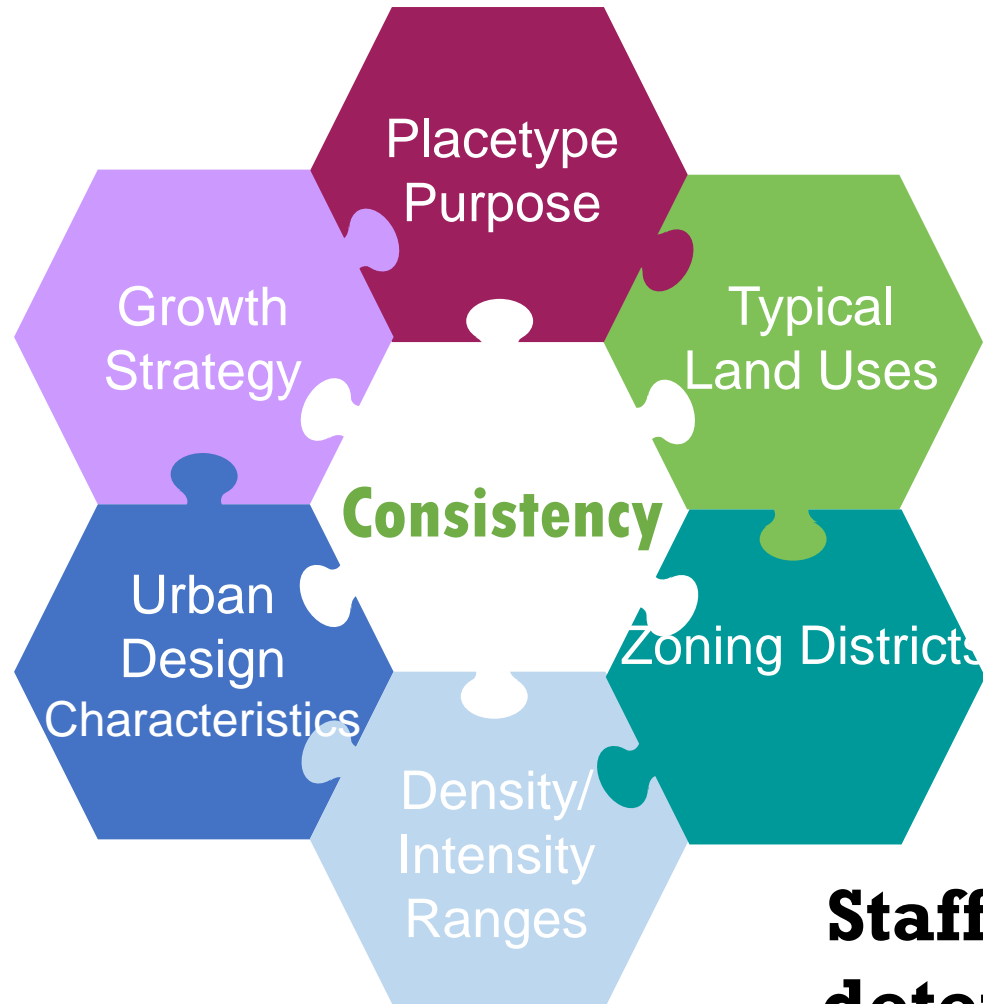 Placetype
Purpose
Growth
Strategy
Typical
Land Uses
Consistency
Urban
Design
Characteristics
Zoning Districts
Density/
Intensity
Ranges
Staff